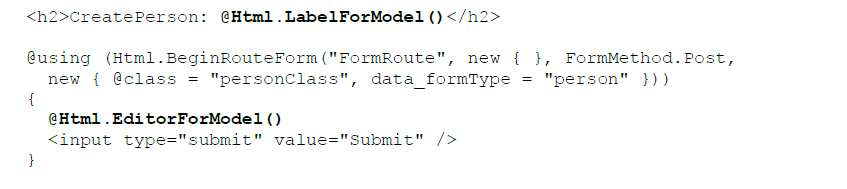 <h2>CreatePerson: @Html.LabelForModel()</h2>
@using (Html.BeginRouteForm("FormRoute", new { }, FormMethod.Post,
new { @class = "personClass", data_formType = "person" }))
{
@Html.EditorForModel()
<input type="submit" value="Submit" />
}